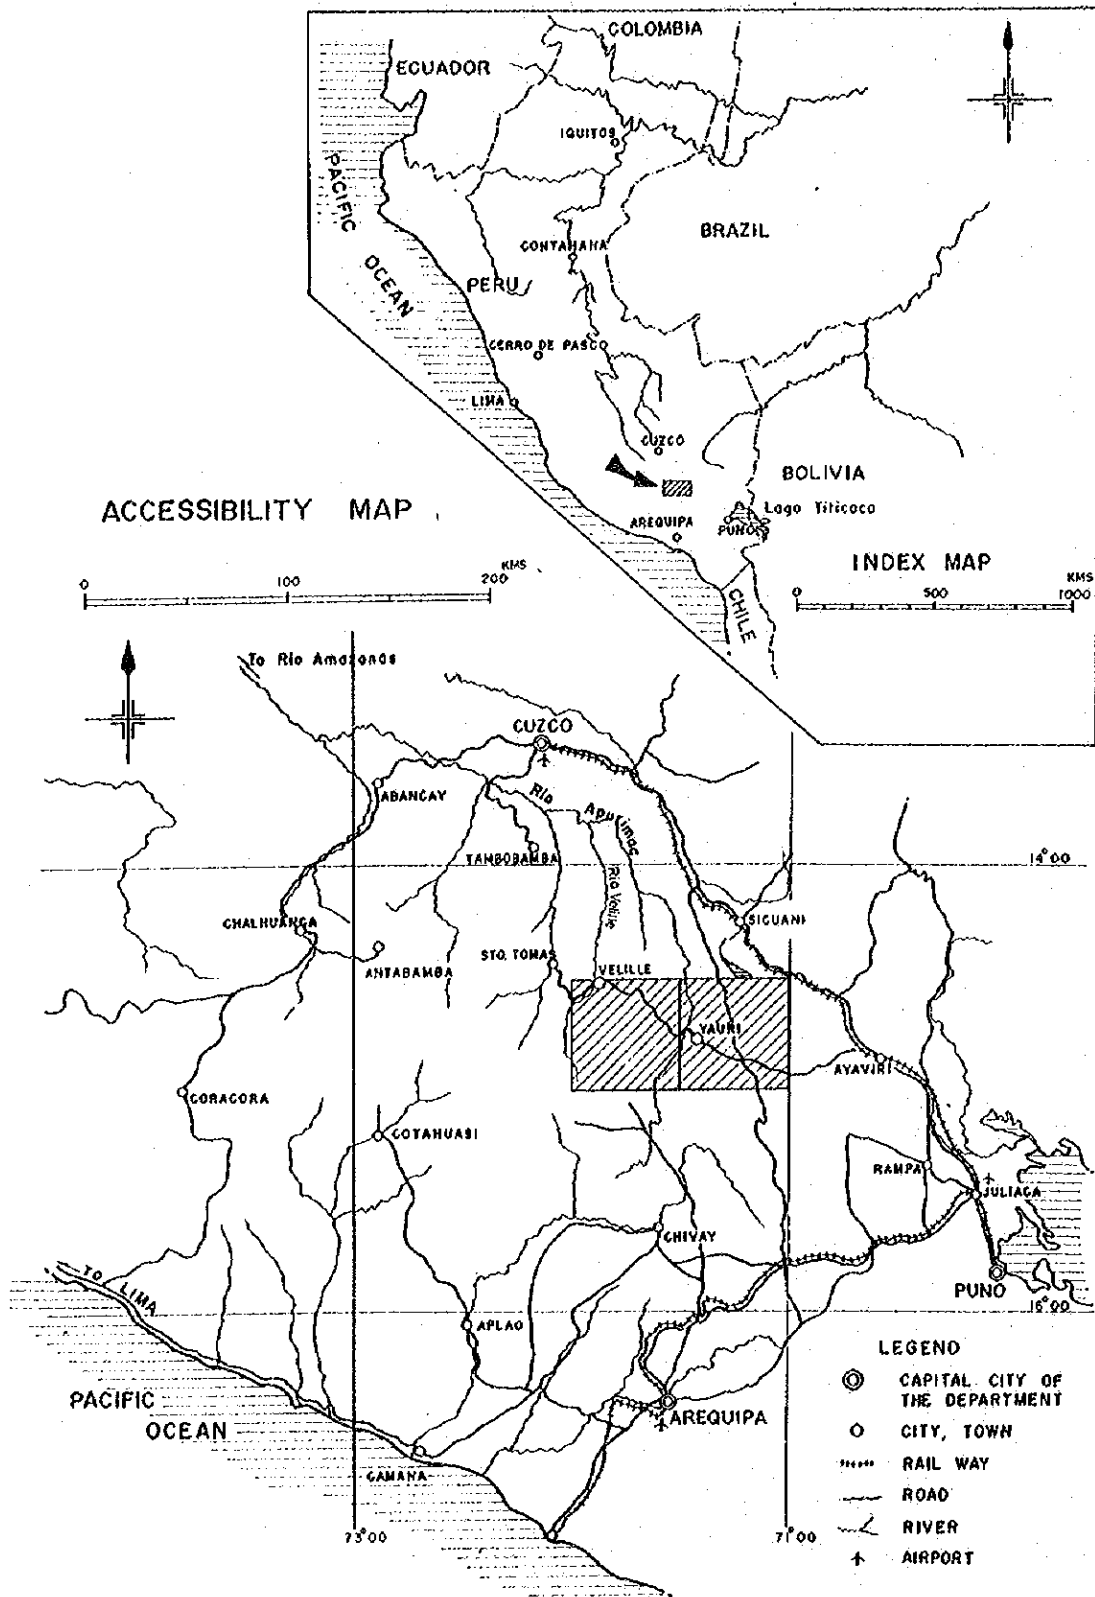 COLOMBIA
ECUADOR
IQUITOS
PACIFIC
OCEAN
BRAZIL
CONTAMANA
PERU
CERRO DE PASCO
LIMA
CUZCO
BOLIVIA
Lago Titicaca
AREQUIPA
PUNO
INDEX MAP
CHILE
0 500 1000
KMS
ACCESSIBILITY MAP
0 100 200
KMS
To Rio Amazonas
CUZCO
ABANCAY
Río Apurimac
TAMBOBAMBA
14°00
Río Velille
CHALHUANCA
SIGUANI
ANTABAMBA
STO. TOMAS
VELILLE
YAURI
AYAVIRI
CORACORA
COTAHUASI
RAMPA
JULIACA
CHIVAY
TO LIMA
PUNO
16°00
APLAO
PACIFIC
OCEAN
AREQUIPA
CAMANA
73°00
71°00
LEGEND
CAPITAL CITY OF
THE DEPARTMENT
CITY, TOWN
RAIL WAY
ROAD
RIVER
AIRPORT